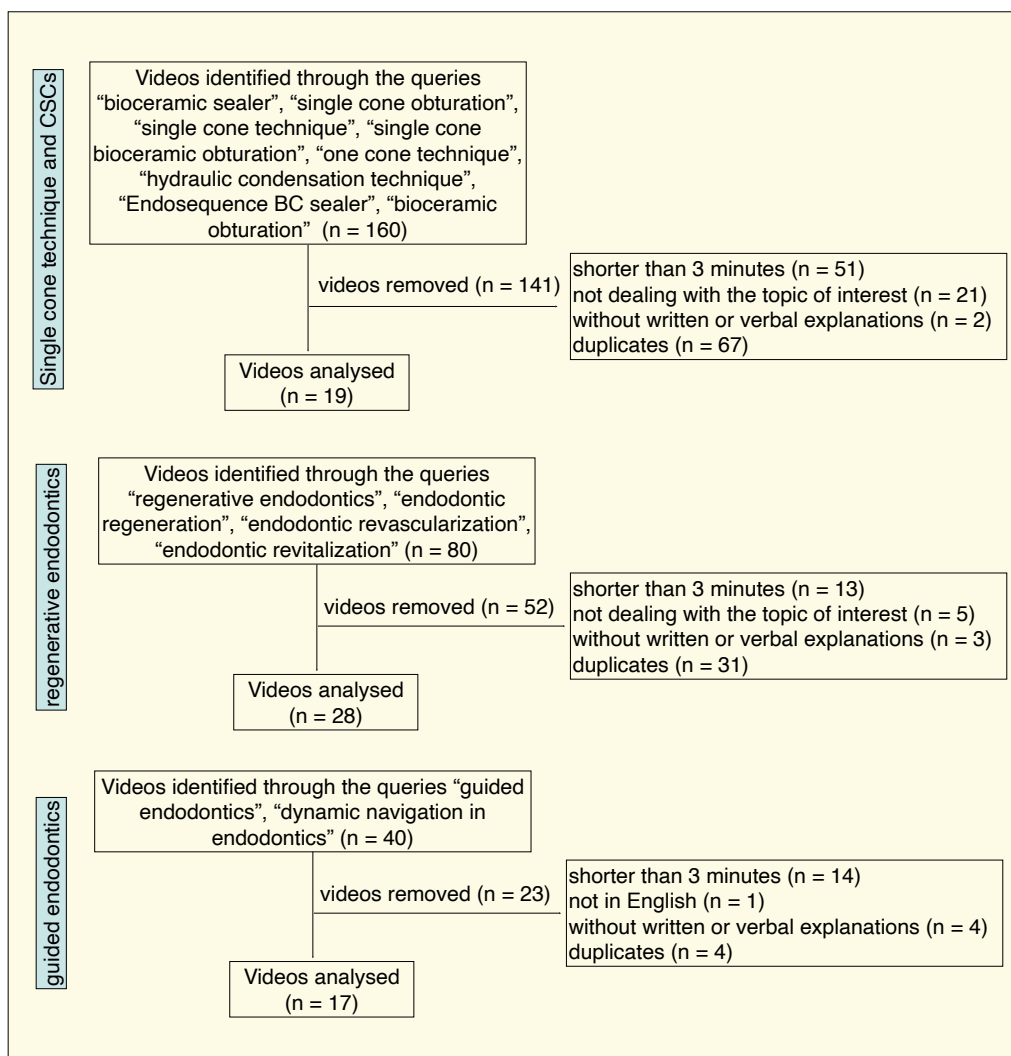 Single cone technique and CSCs
Videos identified through the queries
“bioceramic sealer”, “single cone obturation”,
“single cone technique”, “single cone
bioceramic obturation”, “one cone technique”,
“hydraulic condensation technique”,
“Endosequence BC sealer”, “bioceramic
obturation” (n = 160)
videos removed (n = 141)
shorter than 3 minutes (n = 51)
not dealing with the topic of interest (n = 21)
without written or verbal explanations (n = 2)
duplicates (n = 67)
Videos analysed
(n = 19)
regenerative endodontics
Videos identified through the queries
“regenerative endodontics”, “endodontic
regeneration”, “endodontic revascularization”,
“endodontic revitalization” (n = 80)
videos removed (n = 52)
shorter than 3 minutes (n = 13)
not dealing with the topic of interest (n = 5)
without written or verbal explanations (n = 3)
duplicates (n = 31)
Videos analysed
(n = 28)
guided endodontics
Videos identified through the queries “guided
endodontics”, “dynamic navigation in
endodontics” (n = 40)
videos removed (n = 23)
shorter than 3 minutes (n = 14)
not in English (n = 1)
without written or verbal explanations (n = 4)
duplicates (n = 4)
Videos analysed
(n = 17)